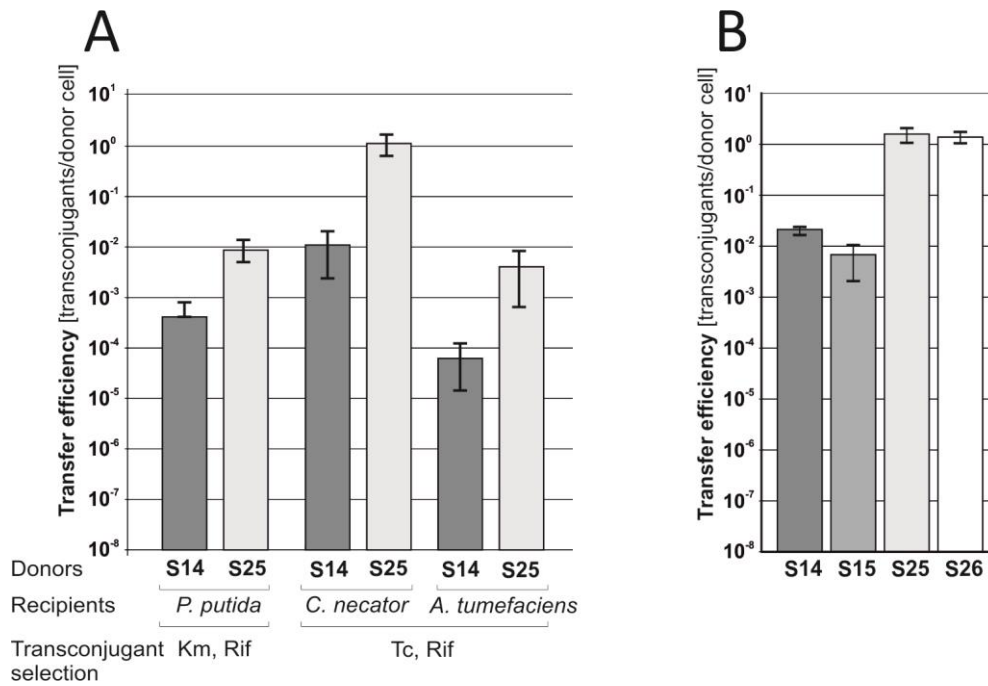 A
B
Transfer efficiency [transconjugants/donor cell]
10¹
10⁰
10⁻¹
10⁻²
10⁻³
10⁻⁴
10⁻⁵
10⁻⁶
10⁻⁷
10⁻⁸
Donors S14 S25 S14 S25 S14 S25
Recipients P. putida C. necator A. tumefaciens
Transconjugant Km, Rif Tc, Rif
selection
Transfer efficiency [transconjugants/donor cell]
10¹
10⁰
10⁻¹
10⁻²
10⁻³
10⁻⁴
10⁻⁵
10⁻⁶
10⁻⁷
10⁻⁸
S14 S15 S25 S26